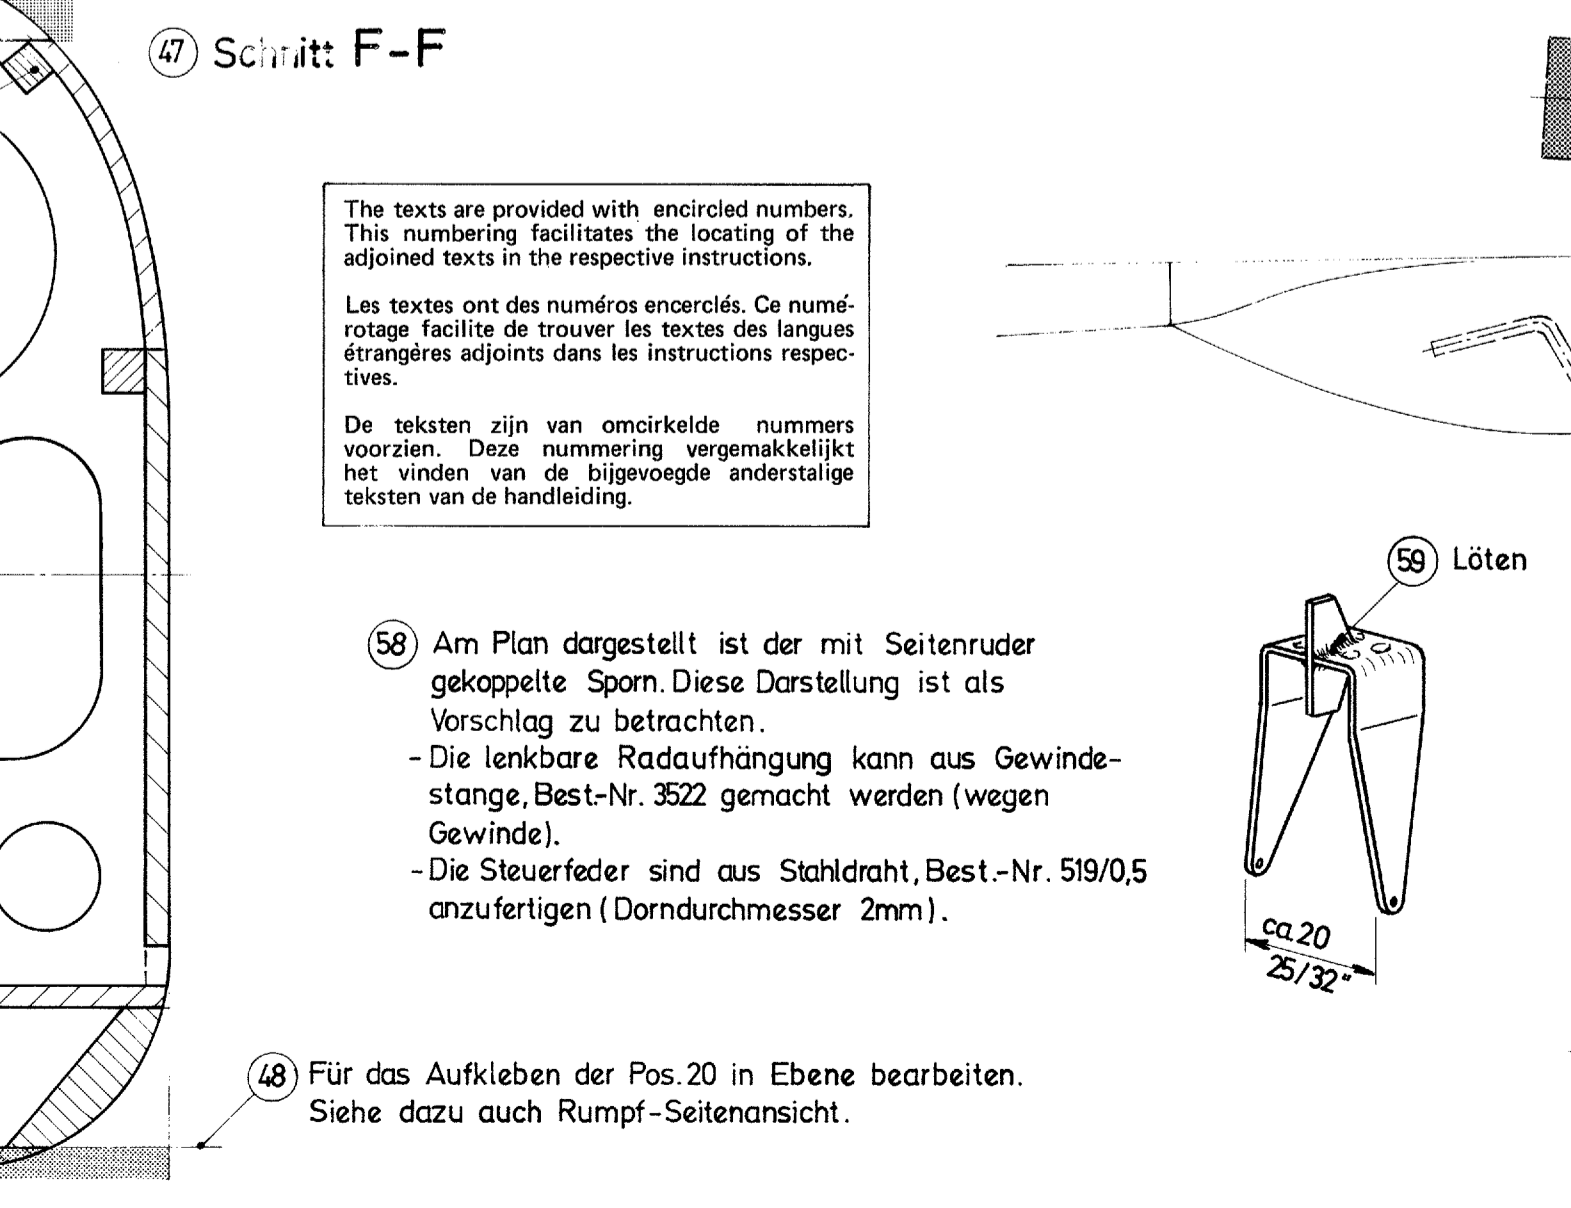 47 Schnitt F-F
The texts are provided with encircled numbers.
This numbering facilitates the locating of the
adjoined texts in the respective instructions.
Les textes ont des numéros encerclés. Ce numé-
rotage facilite de trouver les textes des langues
étrangères adjoints dans les instructions respec-
tives.
De teksten zijn van omcirkelde nummers
voorzien. Deze nummering vergemakkelijkt
het vinden van de bijgevoegde anderstalige
teksten van de handleiding.
59 Löten
58 Am Plan dargestellt ist der mit Seitenruder
gekoppelte Sporn. Diese Darstellung ist als
Vorschlag zu betrachten.
- Die lenkbare Radaufhängung kann aus Gewinde-
stange, Best.-Nr. 3522 gemacht werden (wegen
Gewinde).
- Die Steuerfeder sind aus Stahldraht, Best.-Nr. 519/0,5
anzufertigen (Dorndurchmesser 2mm).
ca.20
25/32"
48 Für das Aufkleben der Pos. 20 in Ebene bearbeiten.
Siehe dazu auch Rumpf-Seitenansicht.